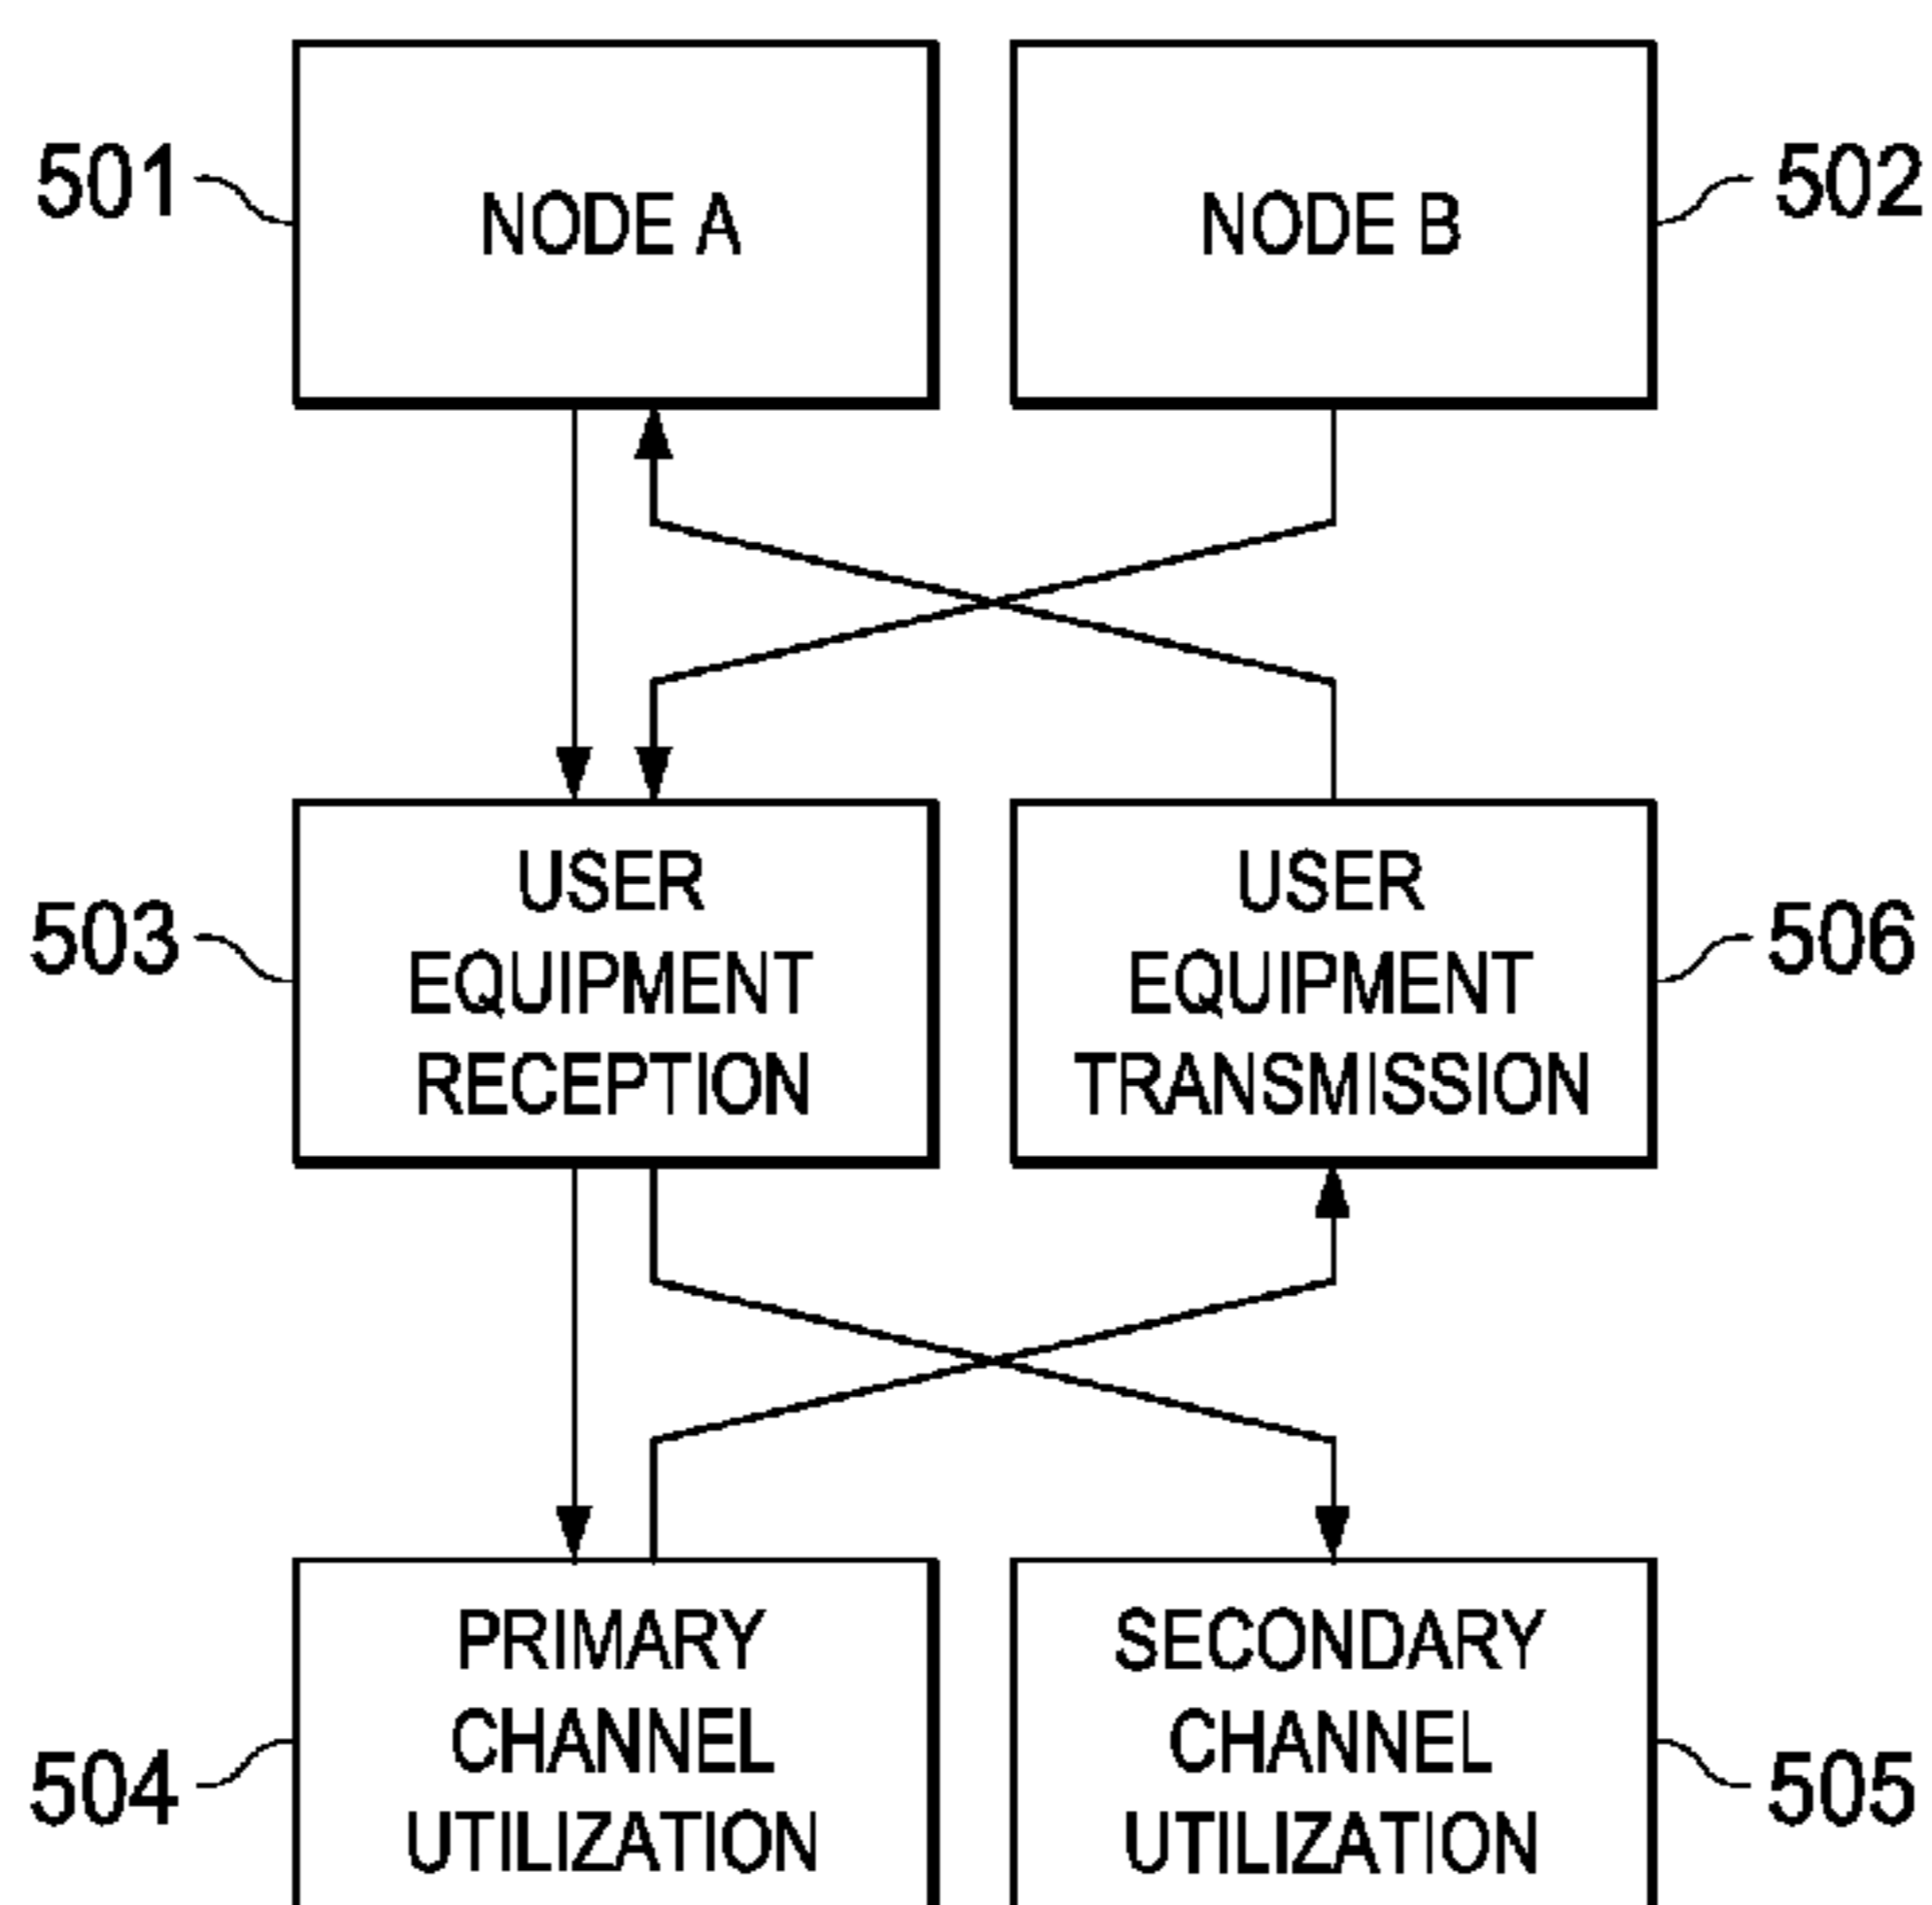 501
NODE A
NODE B
502
503
USER
EQUIPMENT
RECEPTION
USER
EQUIPMENT
TRANSMISSION
506
504
PRIMARY
CHANNEL
UTILIZATION
SECONDARY
CHANNEL
UTILIZATION
505